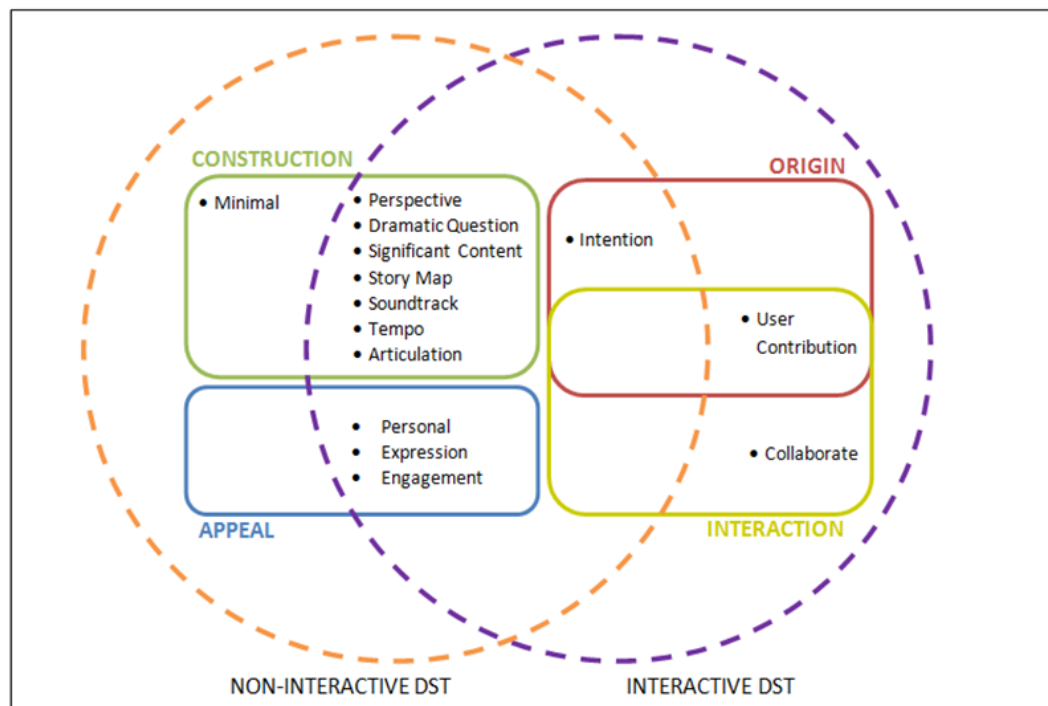 CONSTRUCTION
• Minimal
• Perspective
• Dramatic Question
• Significant Content
• Story Map
• Soundtrack
• Tempo
• Articulation
ORIGIN
• Intention
• User
Contribution
• Collaborate
INTERACTION
• Personal
• Expression
• Engagement
APPEAL
NON-INTERACTIVE DST
INTERACTIVE DST